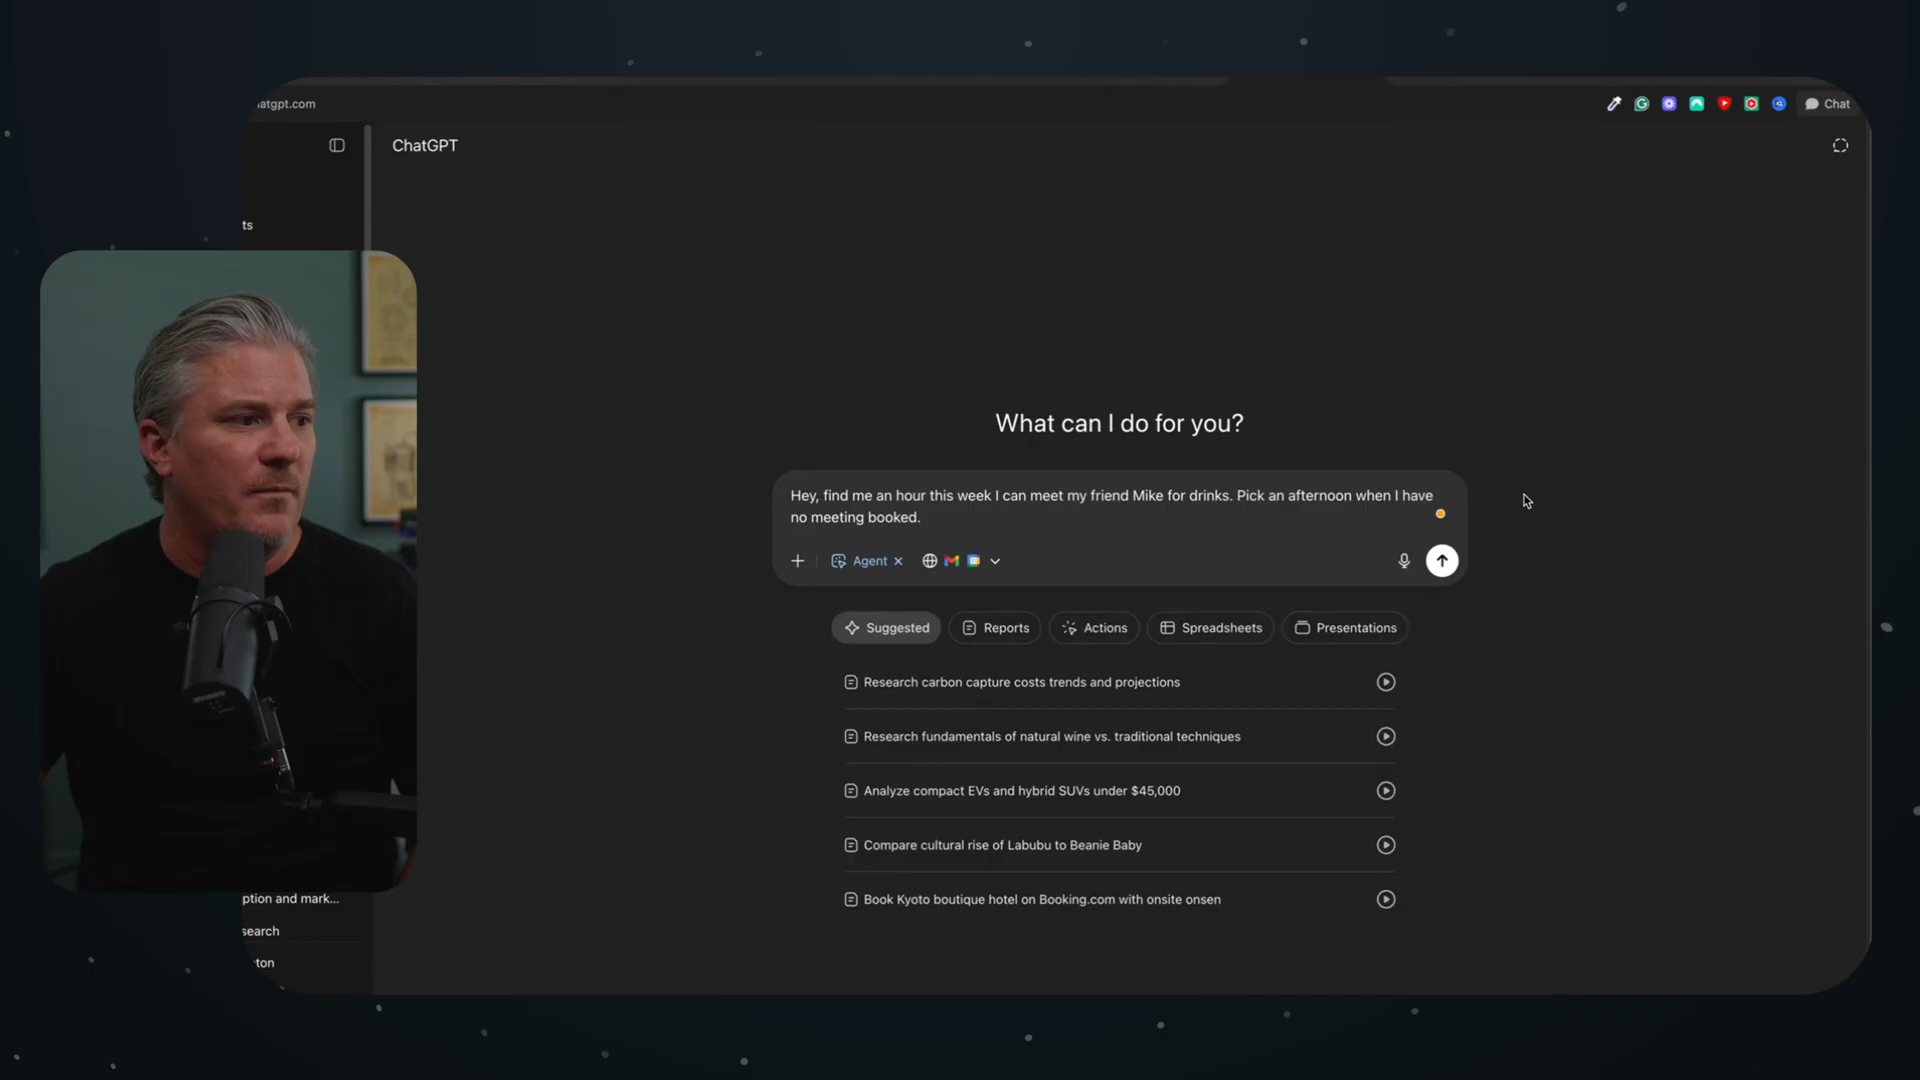 atgpt.com
Chat
ChatGPT
ts
What can I do for you?
Hey, find me an hour this week I can meet my friend Mike for drinks. Pick an afternoon when I have
no meeting booked.
Agent
Suggested
Reports
Actions
Spreadsheets
Presentations
Research carbon capture costs trends and projections
Research fundamentals of natural wine vs. traditional techniques
Analyze compact EVs and hybrid SUVs under $45,000
Compare cultural rise of Labubu to Beanie Baby
Book Kyoto boutique hotel on Booking.com with onsite onsen
ption and mark...
search
ton